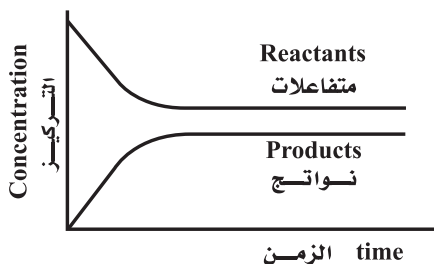 Concentration
التركيز
Reactants
متفاعلات
Products
نواتج
الزمن time